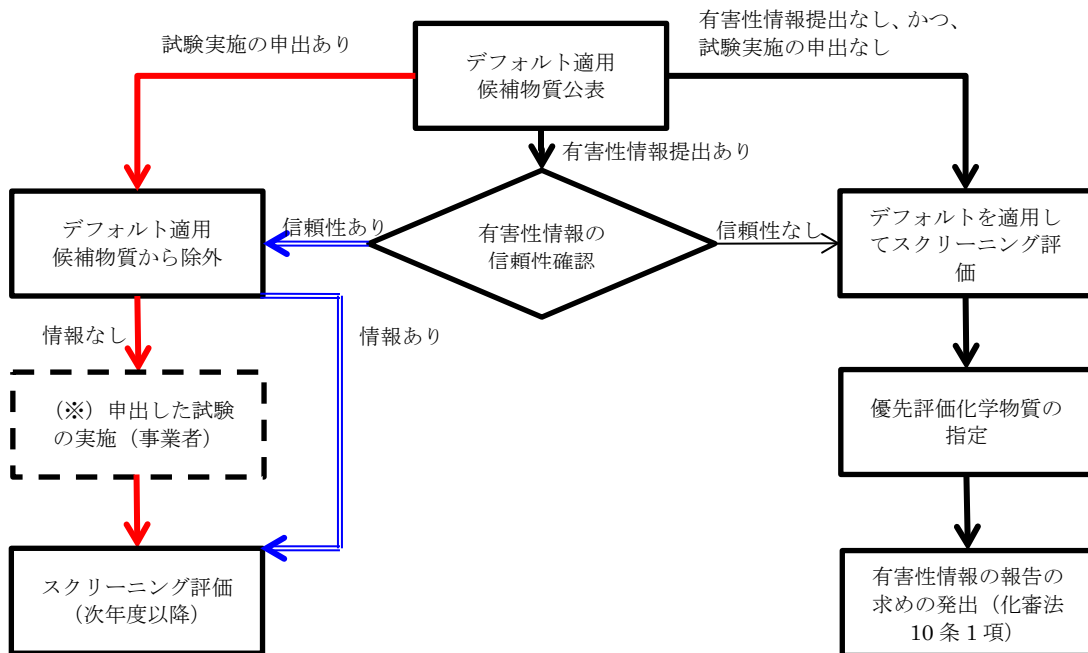 試験実施の申出あり
有害性情報提出なし、かつ、
試験実施の申出なし
デフォルト適用
候補物質公表
有害性情報提出あり
デフォルト適用
候補物質から除外
信頼性あり
有害性情報の
信頼性確認
信頼性なし
デフォルトを適用し
てスクリーニング評
価
情報なし
情報あり
（※）申出した試験
の実施（事業者）
優先評価化学物質の
指定
スクリーニング評価
（次年度以降）
有害性情報の報告の
求めの発出（化審法
10 条 1 項）